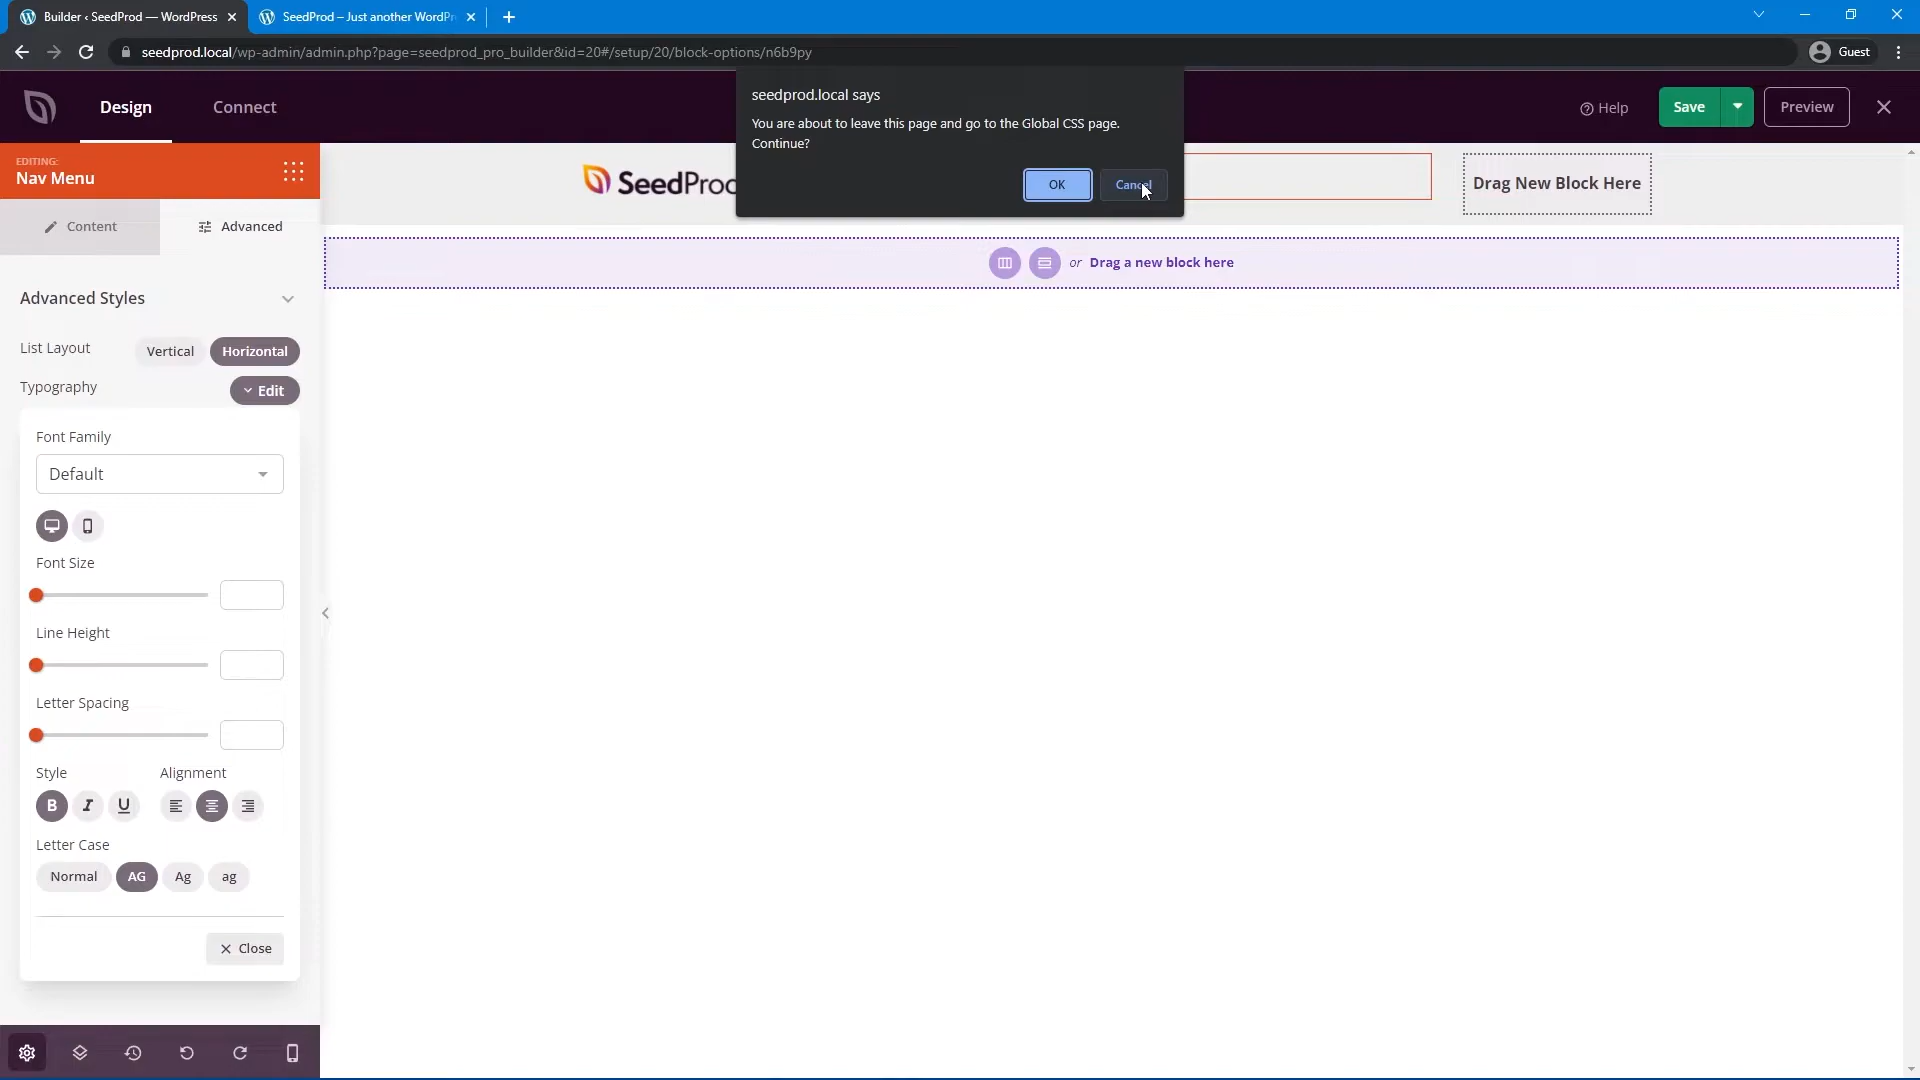 Builder ‹ SeedProd — WordPress
SeedProd – Just another WordPr
seedprod.local/wp-admin/admin.php?page=seedprod_pro_builder&id=20#/setup/20/block-options/n6b9py
Guest
Design
Connect
Help
Save
Preview
seedprod.local says
You are about to leave this page and go to the Global CSS page.
Continue?
OK
Cancel
EDITING:
Nav Menu
SeedProd
Drag New Block Here
Content
Advanced
or Drag a new block here
Advanced Styles
List Layout
Vertical
Horizontal
Typography
Edit
Font Family
Default
Font Size
Line Height
Letter Spacing
Style
Alignment
B I U
Letter Case
Normal
AG
Ag
ag
Close